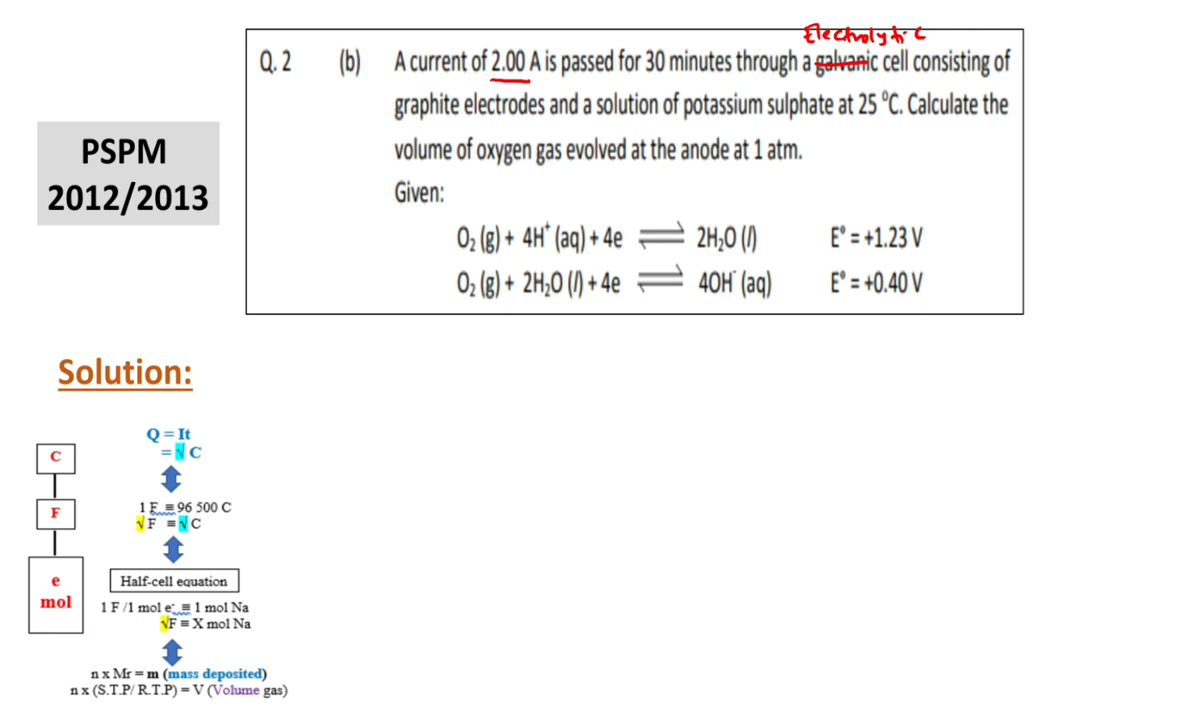 Electrolytic
Q. 2 (b) A current of 2.00 A is passed for 30 minutes through a galvanic cell consisting of
graphite electrodes and a solution of potassium sulphate at 25 °C. Calculate the
volume of oxygen gas evolved at the anode at 1 atm.
Given:
O₂ (g) + 4H⁺ (aq) + 4e ⇌ 2H₂O (l) E° = +1.23 V
O₂ (g) + 2H₂O (l) + 4e ⇌ 4OH⁻ (aq) E° = +0.40 V
PSPM
2012/2013
Solution:
Q = It
= √ C
C
1 F ≡ 96 500 C
F
√ F ≡ √ C
e
Half-cell equation
mol
1 F /1 mol e⁻ ≡ 1 mol Na
√F ≡ X mol Na
n x Mr = m (mass deposited)
n x (S.T.P/ R.T.P) = V (Volume gas)